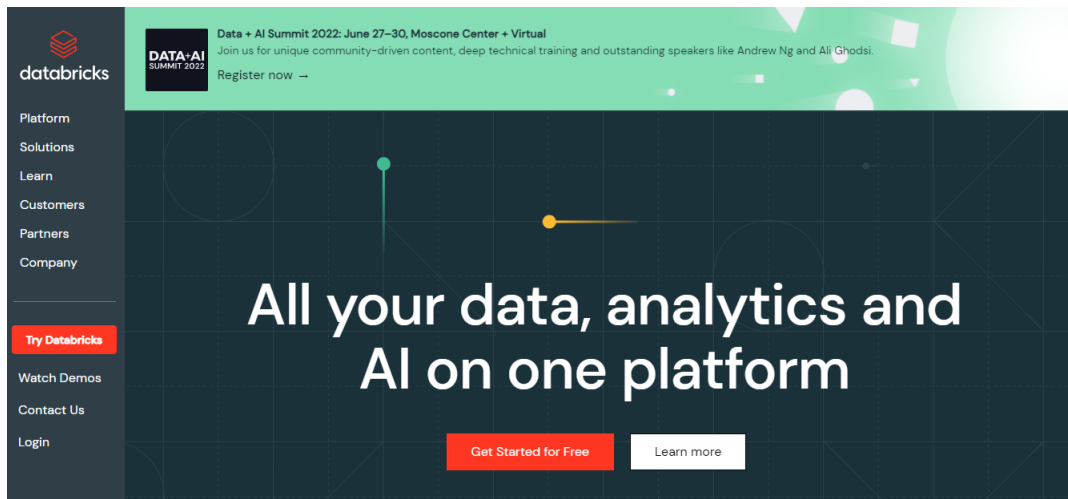 databricks
Platform
Solutions
Learn
Customers
Partners
Company
Try Databricks
Watch Demos
Contact Us
Login
DATA+AI
SUMMIT 2022
Data + AI Summit 2022: June 27–30, Moscone Center + Virtual
Join us for unique community-driven content, deep technical training and outstanding speakers like Andrew Ng and Ali Ghodsi.
Register now →
All your data, analytics and
AI on one platform
Get Started for Free
Learn more